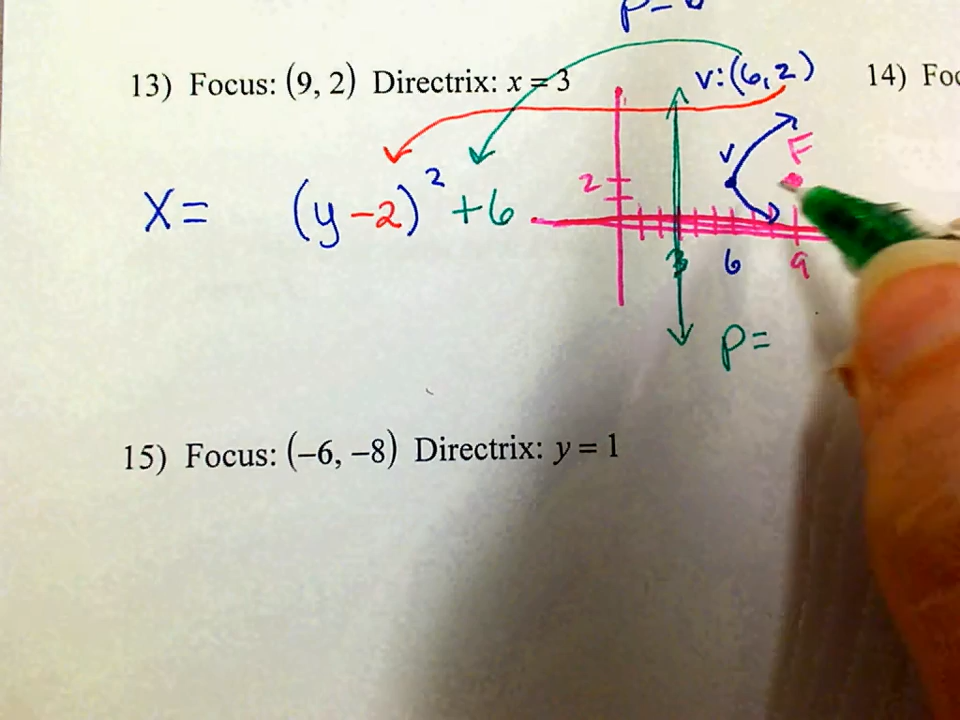 p=6
13) Focus: (9, 2) Directrix: x = 3
v:(6,2)
14) Foc
v
F
2
X= (y-2)² +6
3 6 9
p=
15) Focus: (−6, −8) Directrix: y = 1